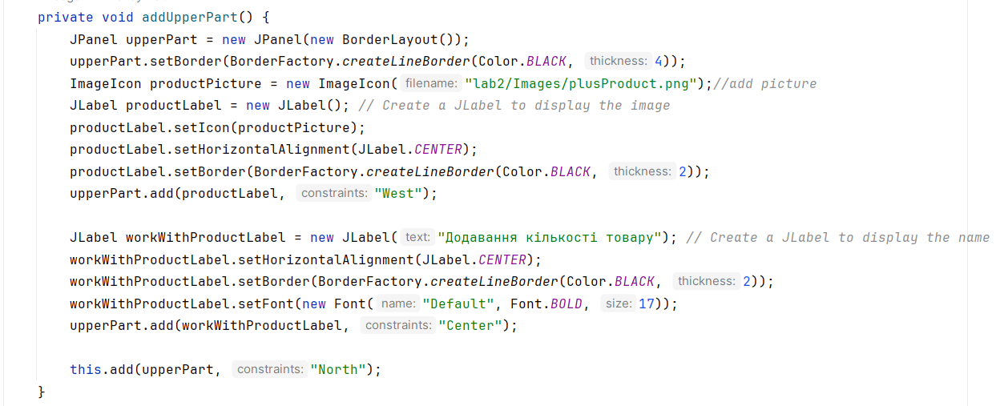 private void addUpperPart() {
JPanel upperPart = new JPanel(new BorderLayout());
upperPart.setBorder(BorderFactory.createLineBorder(Color.BLACK, thickness: 4));
ImageIcon productPicture = new ImageIcon( filename: "lab2/Images/plusProduct.png");//add picture
JLabel productLabel = new JLabel(); // Create a JLabel to display the image
productLabel.setIcon(productPicture);
productLabel.setHorizontalAlignment(JLabel.CENTER);
productLabel.setBorder(BorderFactory.createLineBorder(Color.BLACK, thickness: 2));
upperPart.add(productLabel, constraints: "West");
JLabel workWithProductLabel = new JLabel( text: "Додавання кількості товару"); // Create a JLabel to display the name
workWithProductLabel.setHorizontalAlignment(JLabel.CENTER);
workWithProductLabel.setBorder(BorderFactory.createLineBorder(Color.BLACK, thickness: 2));
workWithProductLabel.setFont(new Font( name: "Default", Font.BOLD, size: 17));
upperPart.add(workWithProductLabel, constraints: "Center");
this.add(upperPart, constraints: "North");
}